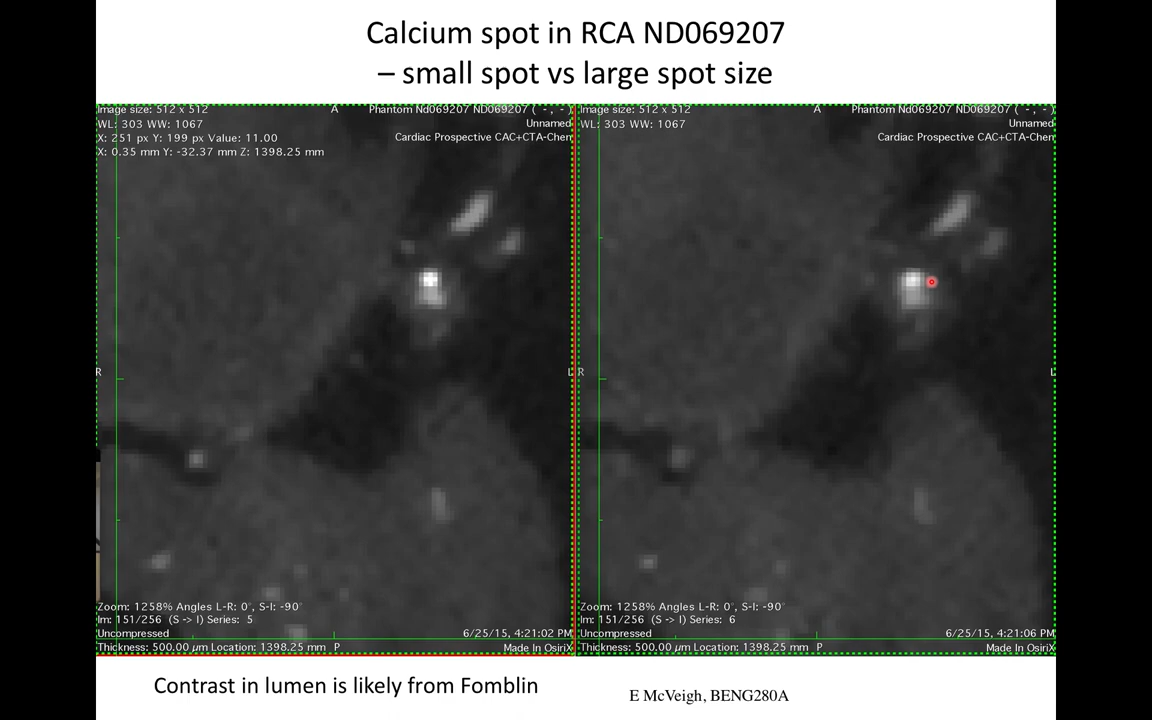 Calcium spot in RCA ND069207
– small spot vs large spot size
Image size: 512 x 512
A
Phantom Nd069207 ND069207 ( -, - )
WL: 303 WW: 1067
Unnamed
X: 251 px Y: 199 px Value: 11.00
Cardiac Prospective CAC+CTA-Cher
X: 0.35 mm Y: -32.37 mm Z: 1398.25 mm
R
L
Zoom: 1258% Angles L-R: 0°, S-I: -90°
Im: 151/256 (S -> I) Series: 5
Uncompressed
6/25/15, 4:21:02 PM
Thickness: 500.00 µm Location: 1398.25 mm
P
Made In OsiriX
Image size: 512 x 512
A
Phantom Nd069207 ND069207 ( -, - )
WL: 303 WW: 1067
Unnamed
Cardiac Prospective CAC+CTA-Cher
R
L
Zoom: 1258% Angles L-R: 0°, S-I: -90°
Im: 151/256 (S -> I) Series: 6
Uncompressed
6/25/15, 4:21:06 PM
Thickness: 500.00 µm Location: 1398.25 mm
P
Made In OsiriX
Contrast in lumen is likely from Fomblin
E McVeigh, BENG280A